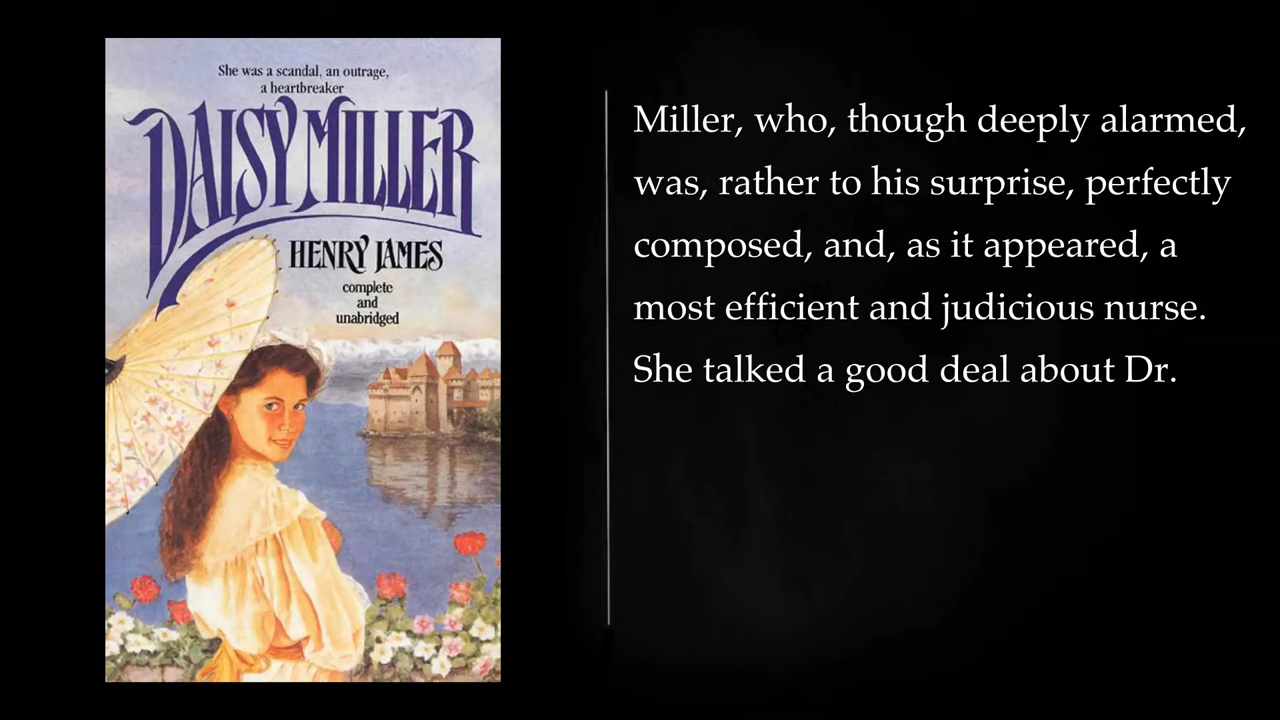 She was a scandal, an outrage,
a heartbreaker
DAISY MILLER
HENRY JAMES
complete
and
unabridged
Miller, who, though deeply alarmed,
was, rather to his surprise, perfectly
composed, and, as it appeared, a
most efficient and judicious nurse.
She talked a good deal about Dr.